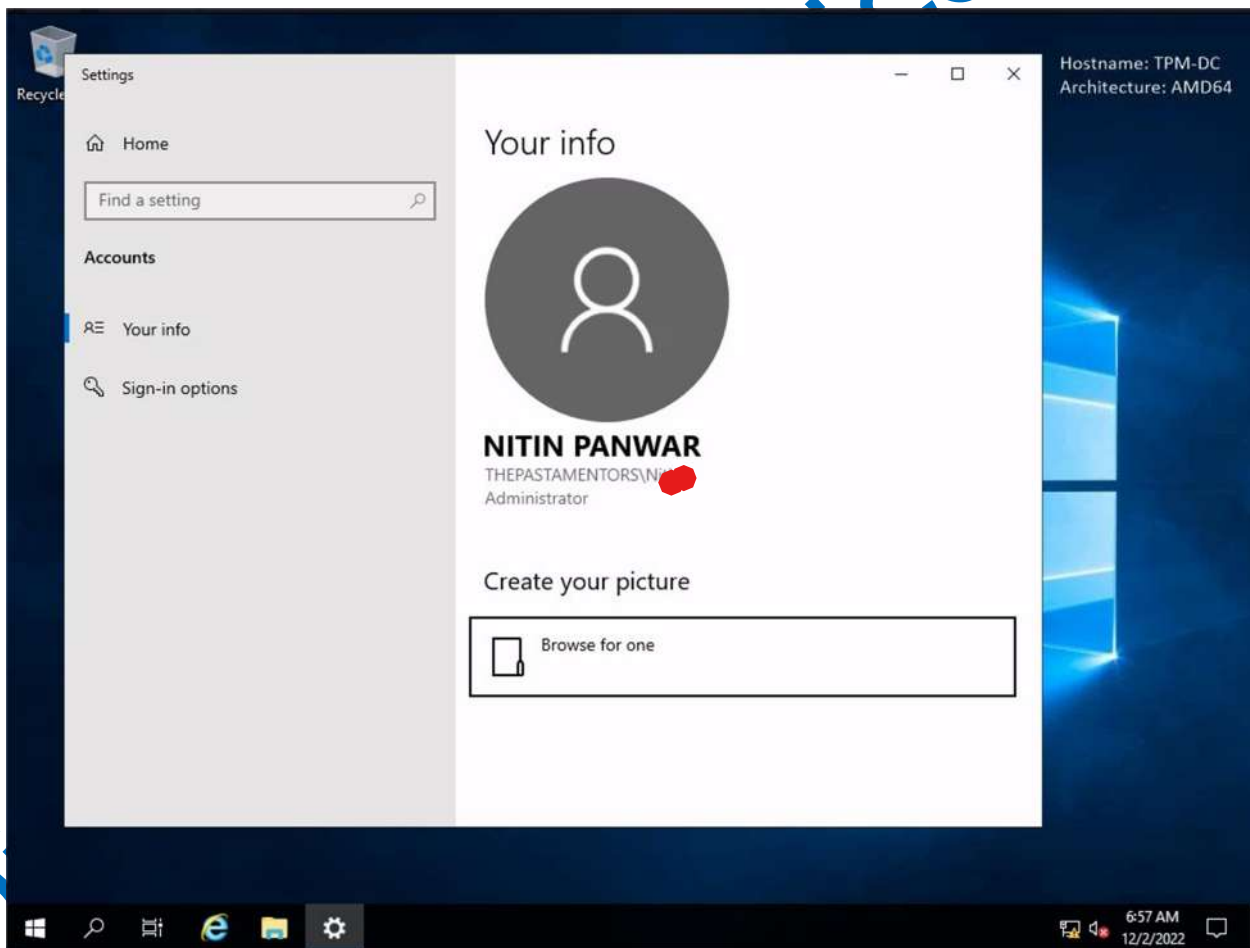 Recycle
Settings
Hostname: TPM-DC
Architecture: AMD64
Home
Find a setting
Accounts
Your info
Sign-in options
Your info
NITIN PANWAR
THEPASTAMENTORS\Ni
Administrator
Create your picture
Browse for one
6:57 AM
12/2/2022